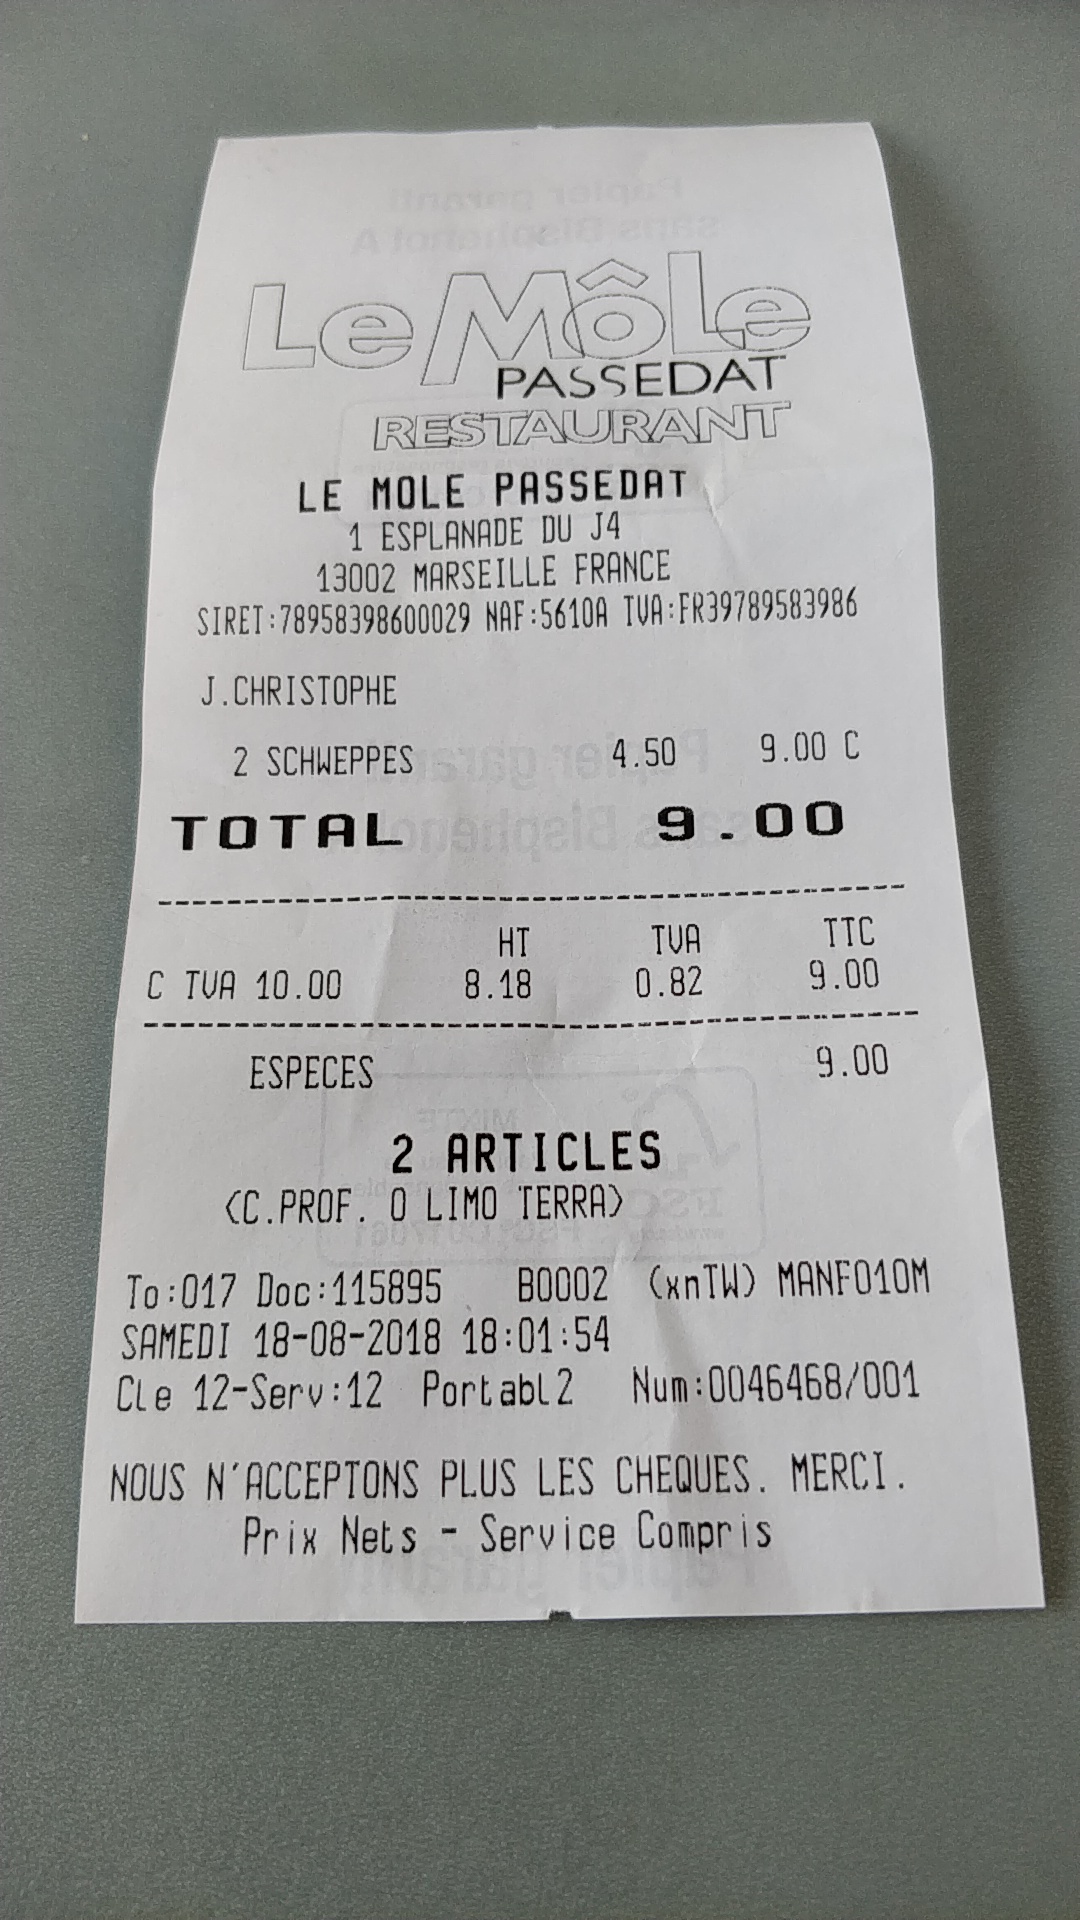 Le Môle
PASSEDAT
RESTAURANT
LE MOLE PASSEDAT
1 ESPLANADE DU J4
13002 MARSEILLE FRANCE
SIRET:78958398600029 NAF:5610A TVA:FR39789583986
J.CHRISTOPHE
2 SCHWEPPES 4.50 9.00 C
TOTAL 9.00
HT TVA TTC
C TVA 10.00 8.18 0.82 9.00
ESPECES 9.00
2 ARTICLES
(C.PROF. O LIMO TERRA)
To:017 Doc:115895 B0002 (xnTW) MANF010M
SAMEDI 18-08-2018 18:01:54
Cle 12-Serv:12 Portabl2 Num:0046468/001
NOUS N'ACCEPTONS PLUS LES CHEQUES. MERCI.
Prix Nets - Service Compris